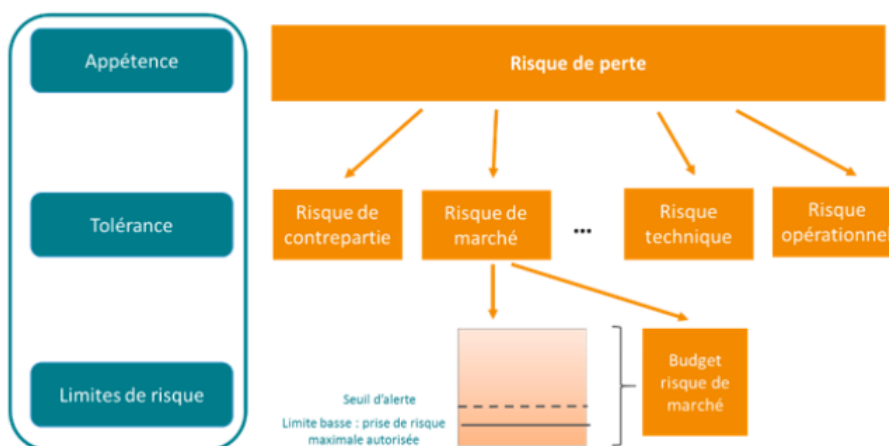 Appétence
Risque de perte
Tolérance
Risque de
contrepartie
Risque de
marché
...
Risque
technique
Risque
opérationnel
Limites de risque
Seuil d'alerte
Limite basse : prise de risque
maximale autorisée
Budget
risque de
marché